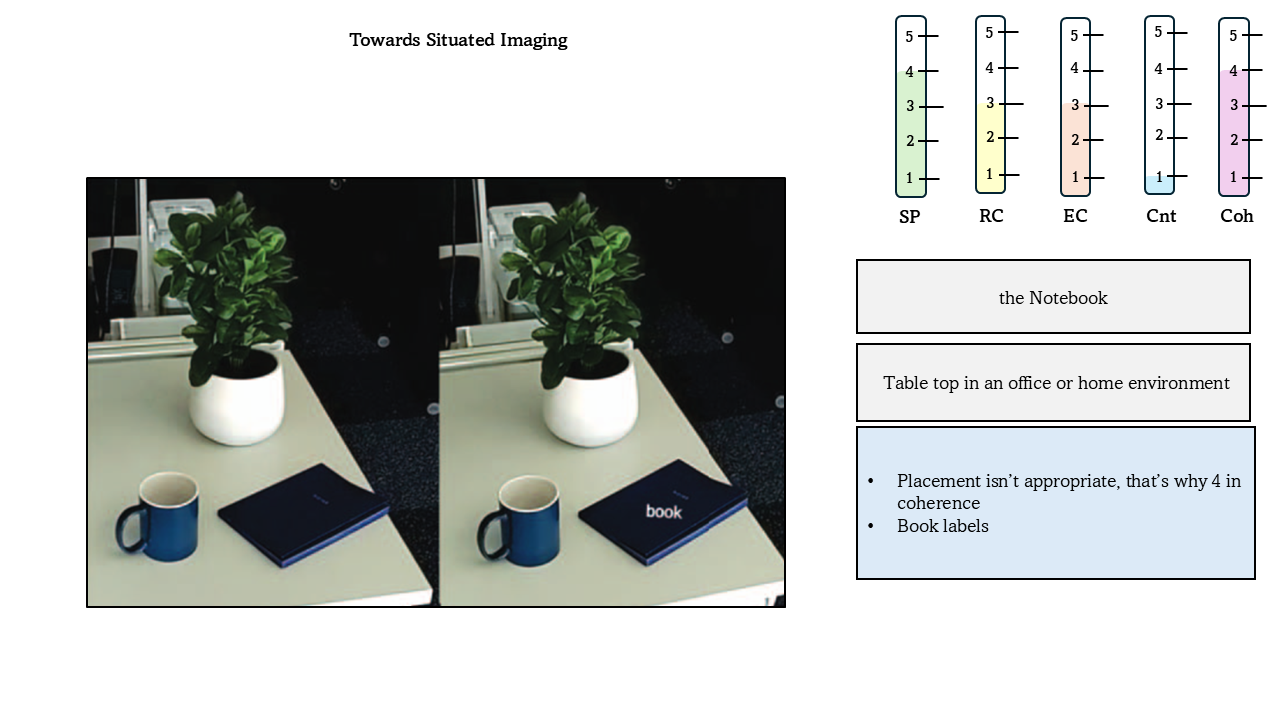 Towards Situated Imaging
5 5 5 5 5
4 4 4 4 4
3 3 3 3 3
2 2 2 2 2
1 1 1 1 1
SP RC EC Cnt Coh
the Notebook
Table top in an office or home environment
• Placement isn’t appropriate, that’s why 4 in
coherence
• Book labels
book